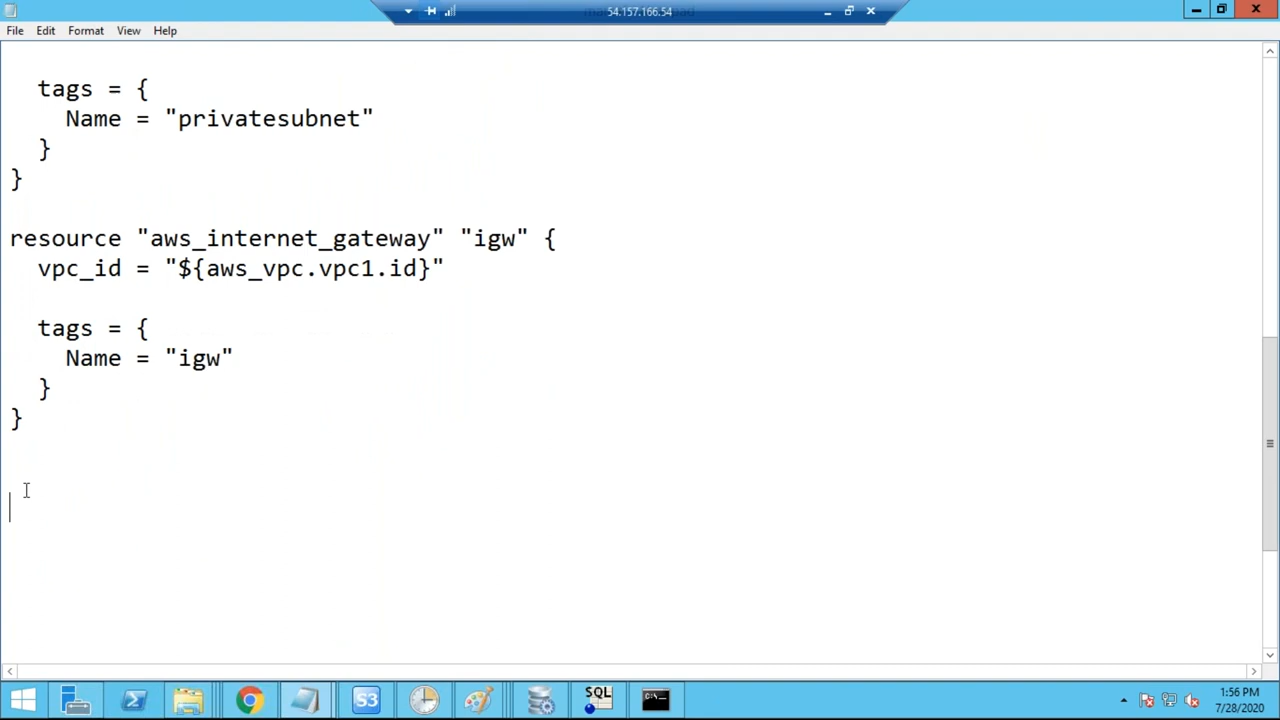 54.157.166.54
File Edit Format View Help
tags = {
Name = "privatesubnet"
}
}
resource "aws_internet_gateway" "igw" {
vpc_id = "${aws_vpc.vpc1.id}"
tags = {
Name = "igw"
}
}
S3
SQL
C:\_
1:56 PM
7/28/2020